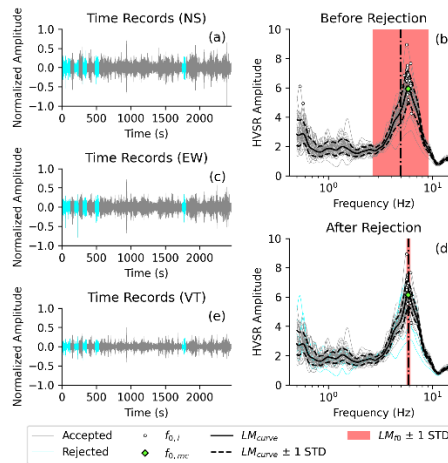 Time Records (NS)
Normalized Amplitude
1.0
0.5
0.0
−0.5
−1.0
(a)
0 500 1000 1500 2000
Time (s)
Before Rejection
HVSR Amplitude
10
8
6
4
2
0
(b)
10⁰ 10¹
Frequency (Hz)
Time Records (EW)
Normalized Amplitude
1.0
0.5
0.0
−0.5
−1.0
(c)
0 500 1000 1500 2000
Time (s)
After Rejection
HVSR Amplitude
10
8
6
4
2
0
(d)
10⁰ 10¹
Frequency (Hz)
Time Records (VT)
Normalized Amplitude
1.0
0.5
0.0
−0.5
−1.0
(e)
0 500 1000 1500 2000
Time (s)
Accepted
Rejected
f₀,ᵢ
f₀,mc
LMcurve
LMcurve ± 1 STD
LMf0 ± 1 STD